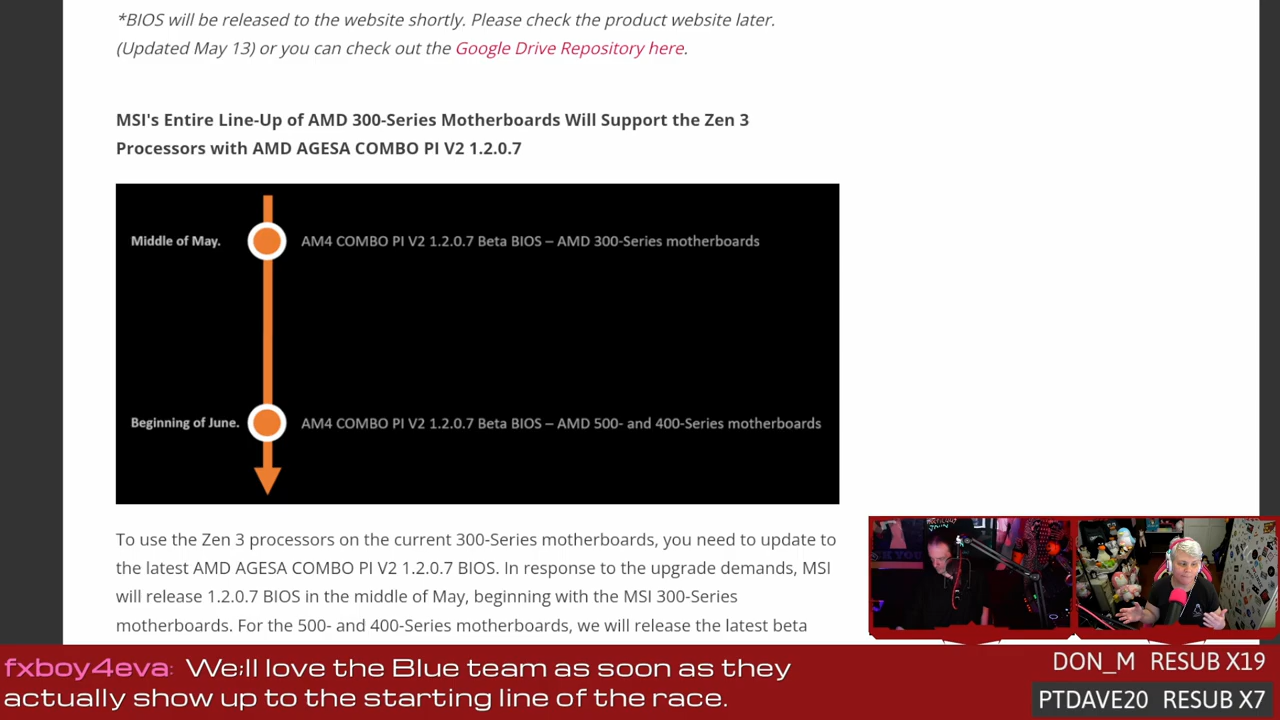 *BIOS will be released to the website shortly. Please check the product website later.
(Updated May 13) or you can check out the Google Drive Repository here.
MSI's Entire Line-Up of AMD 300-Series Motherboards Will Support the Zen 3
Processors with AMD AGESA COMBO PI V2 1.2.0.7
Middle of May.
AM4 COMBO PI V2 1.2.0.7 Beta BIOS – AMD 300-Series motherboards
Beginning of June.
AM4 COMBO PI V2 1.2.0.7 Beta BIOS – AMD 500- and 400-Series motherboards
To use the Zen 3 processors on the current 300-Series motherboards, you need to update to
the latest AMD AGESA COMBO PI V2 1.2.0.7 BIOS. In response to the upgrade demands, MSI
will release 1.2.0.7 BIOS in the middle of May, beginning with the MSI 300-Series
motherboards. For the 500- and 400-Series motherboards, we will release the latest beta
fxboy4eva: We;ll love the Blue team as soon as they
actually show up to the starting line of the race.
DON_M RESUB X19
PTDAVE20 RESUB X7